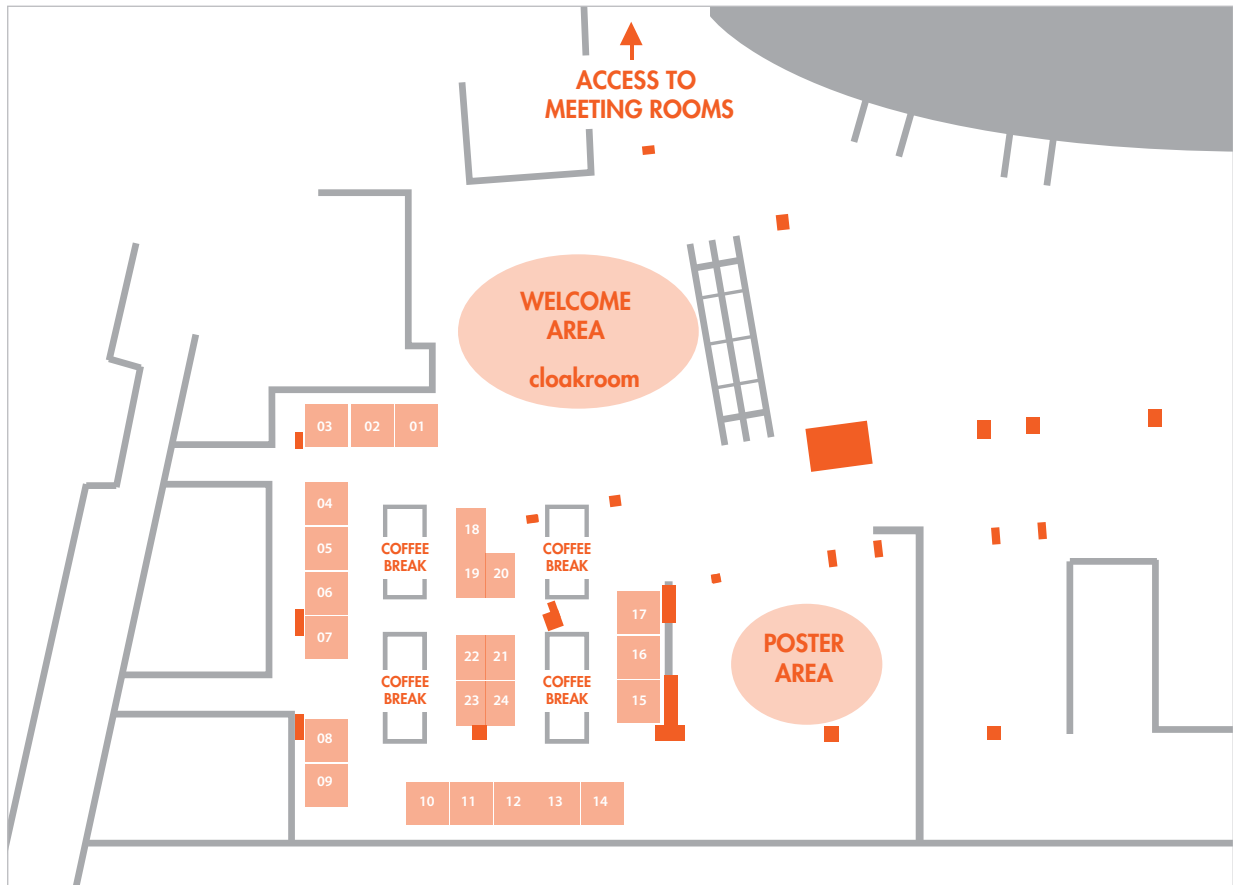 ACCESS TO
MEETING ROOMS
WELCOME
AREA
cloakroom
03 02 01
04
05
06
07
08
09
COFFEE
BREAK
COFFEE
BREAK
18
19 20
22 21
23 24
COFFEE
BREAK
COFFEE
BREAK
17
16
15
POSTER
AREA
10 11 12 13 14